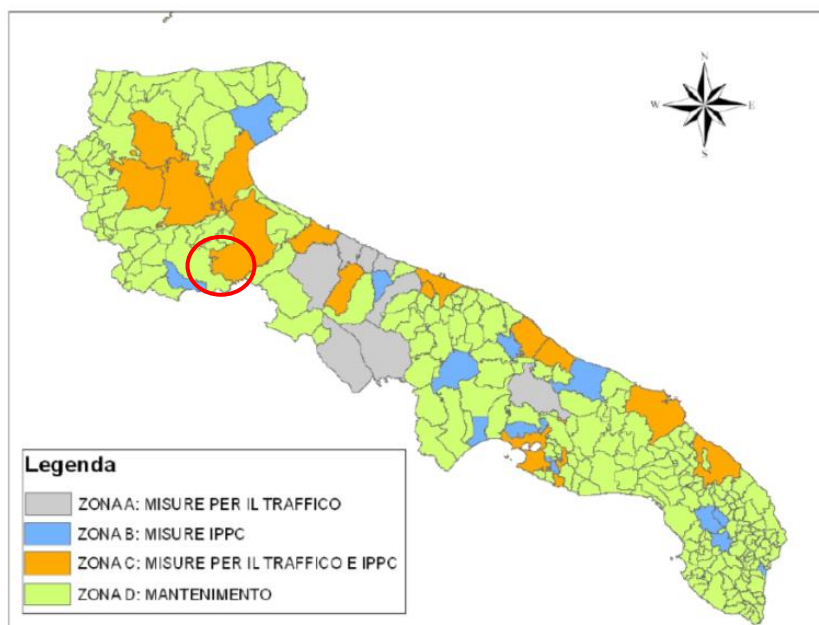 N
W
E
S
Legenda
ZONA A: MISURE PER IL TRAFFICO
ZONA B: MISURE IPPC
ZONA C: MISURE PER IL TRAFFICO E IPPC
ZONA D: MANTENIMENTO